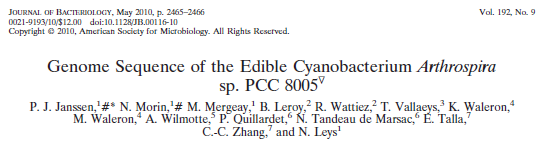 JOURNAL OF BACTERIOLOGY, May 2010, p. 2465–2466 Vol. 192, No. 9
0021-9193/10/$12.00 doi:10.1128/JB.00116-10
Copyright © 2010, American Society for Microbiology. All Rights Reserved.
Genome Sequence of the Edible Cyanobacterium Arthrospira
sp. PCC 8005▿
P. J. Janssen,¹#* N. Morin,¹# M. Mergeay,¹ B. Leroy,² R. Wattiez,² T. Vallaeys,³ K. Waleron,⁴
M. Waleron,⁴ A. Wilmotte,⁵ P. Quillardet,⁶ N. Tandeau de Marsac,⁶ E. Talla,⁷
C.-C. Zhang,⁷ and N. Leys¹